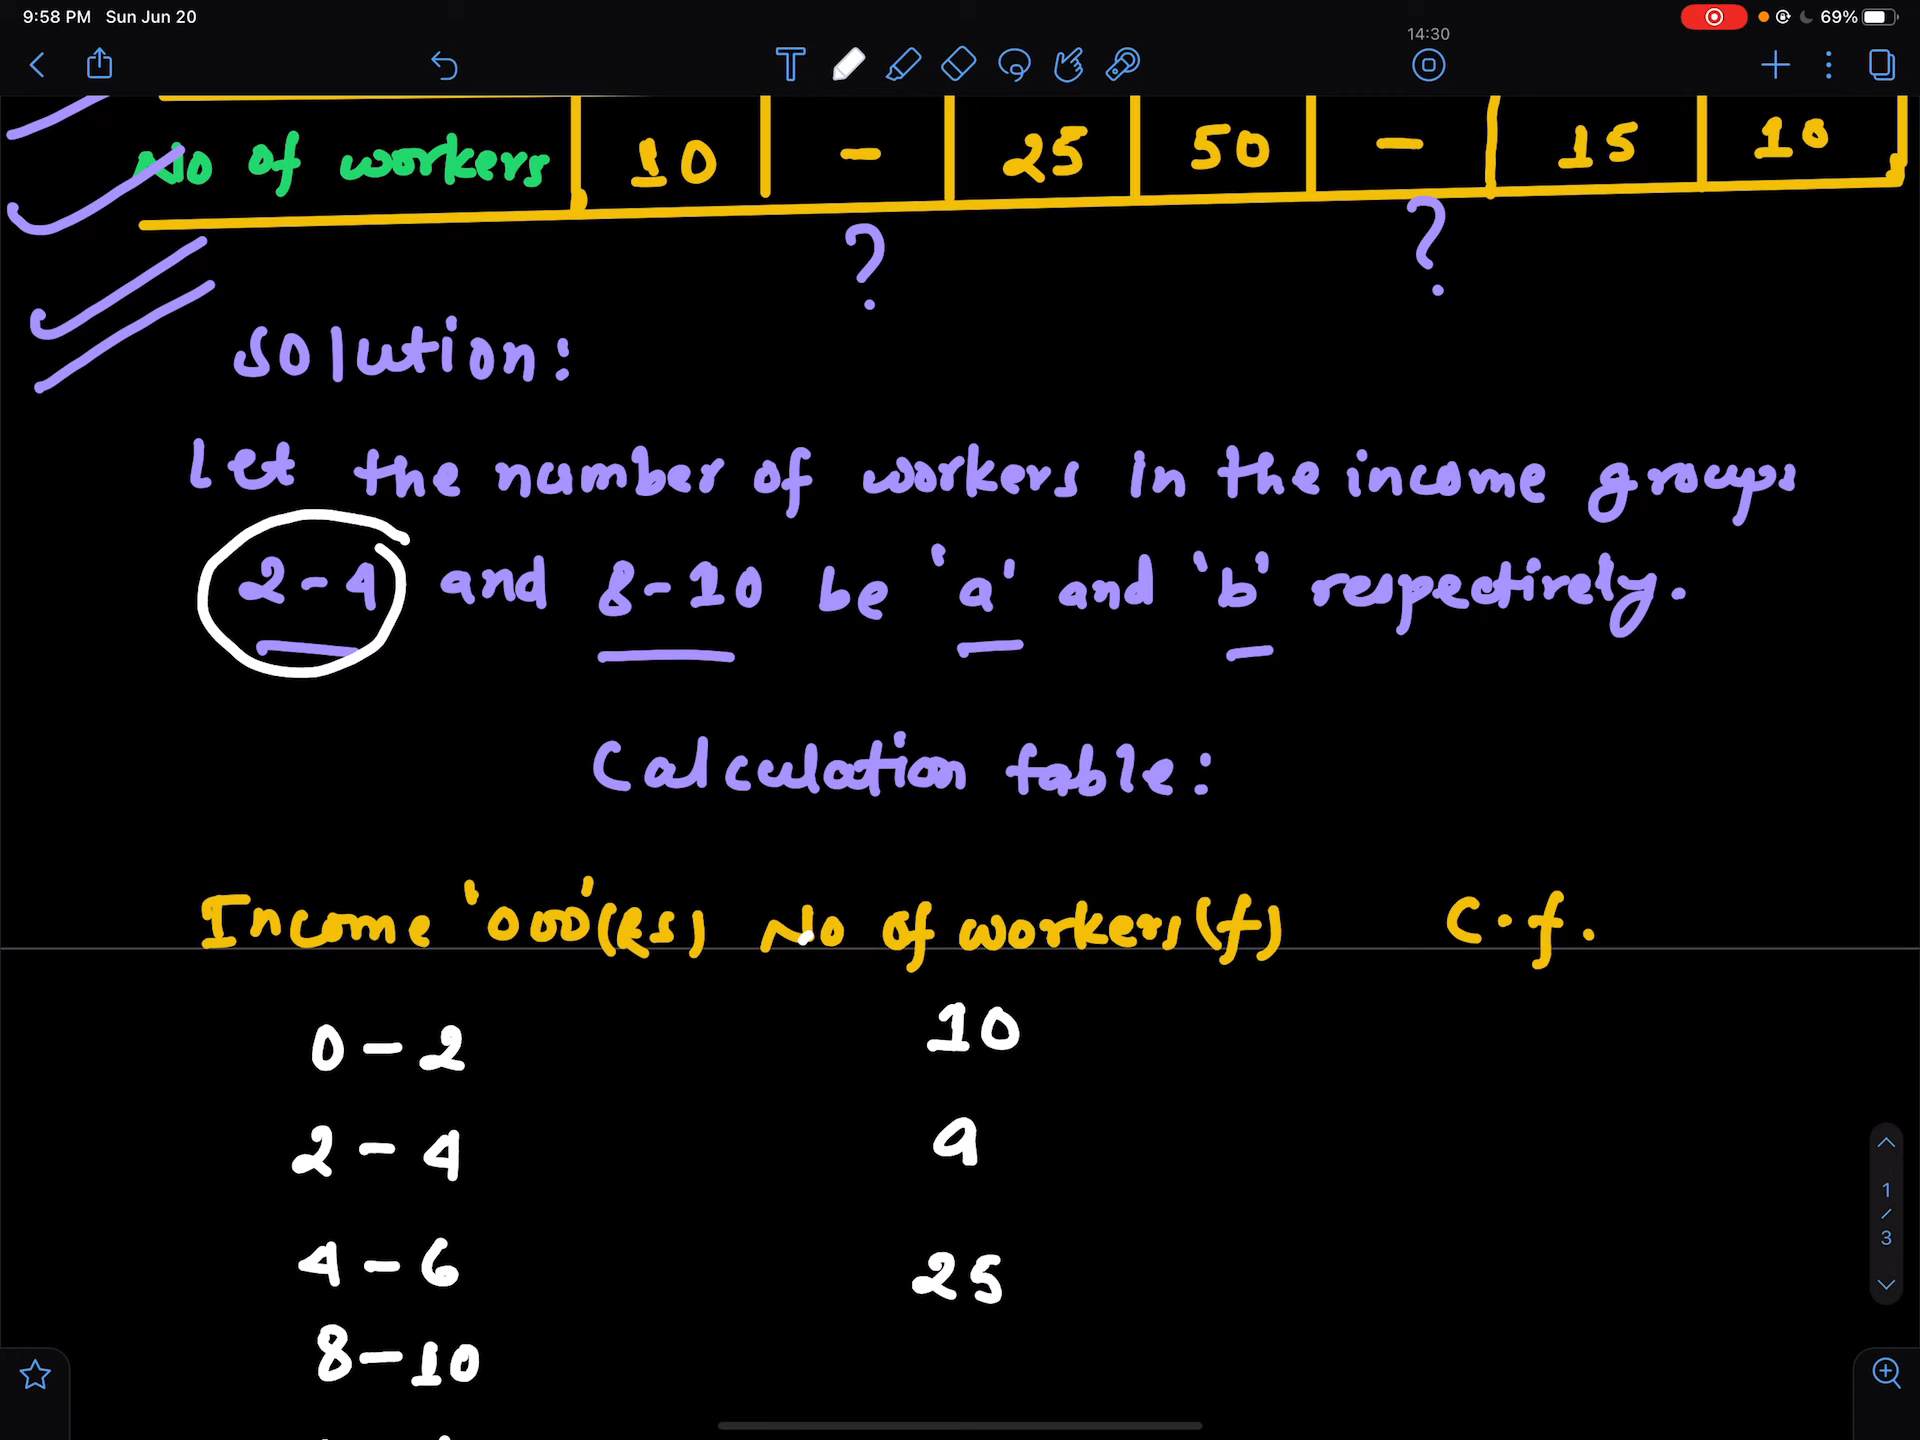 9:58 PM Sun Jun 20
69%
14:30
No of workers 10 - 25 50 - 15 10
? ?
Solution:
Let the number of workers in the income groups
2-4 and 8-10 be 'a' and 'b' respectively.
Calculation table:
Income '000'(Rs) No of workers(f) C.f.
0-2 10
2-4 a
4-6 25
8-10
1
/
3